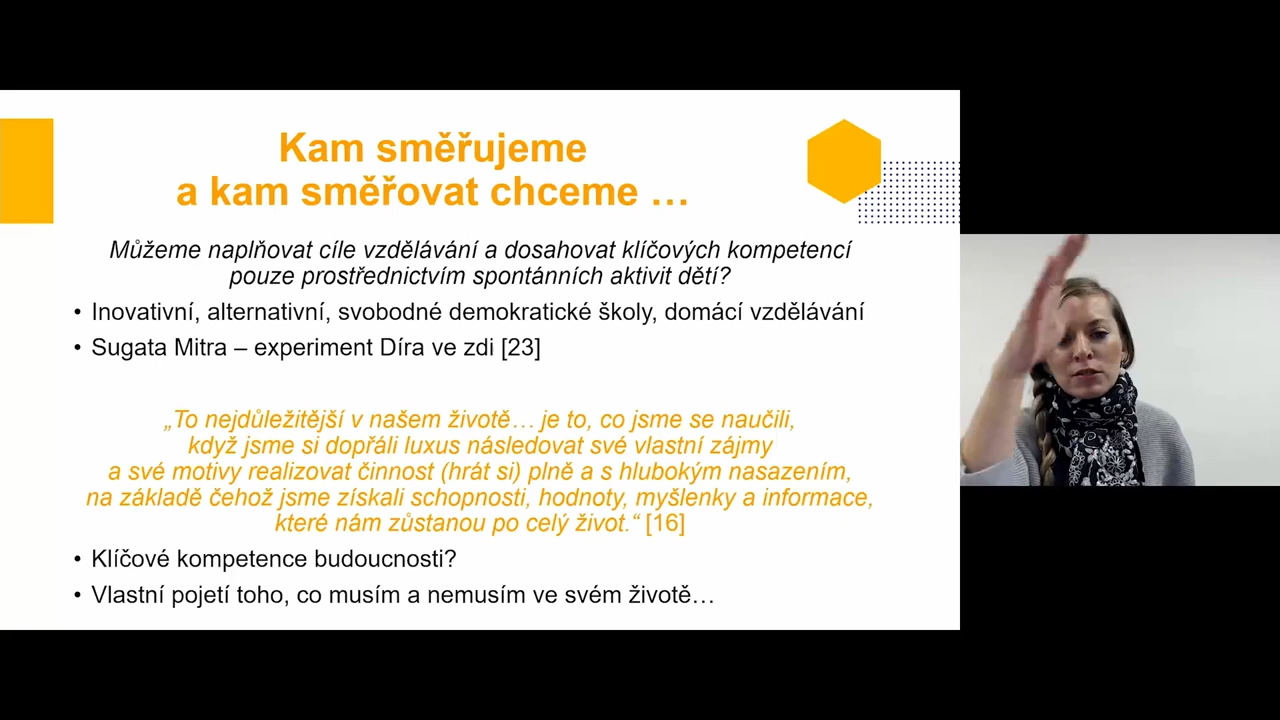 Kam směřujeme
a kam směřovat chceme …
Můžeme naplňovat cíle vzdělávání a dosahovat klíčových kompetencí
pouze prostřednictvím spontánních aktivit dětí?
• Inovativní, alternativní, svobodné demokratické školy, domácí vzdělávání
• Sugata Mitra – experiment Díra ve zdi [23]
„To nejdůležitější v našem životě… je to, co jsme se naučili,
když jsme si dopřáli luxus následovat své vlastní zájmy
a své motivy realizovat činnost (hrát si) plně a s hlubokým nasazením,
na základě čehož jsme získali schopnosti, hodnoty, myšlenky a informace,
které nám zůstanou po celý život.“ [16]
• Klíčové kompetence budoucnosti?
• Vlastní pojetí toho, co musím a nemusím ve svém životě…